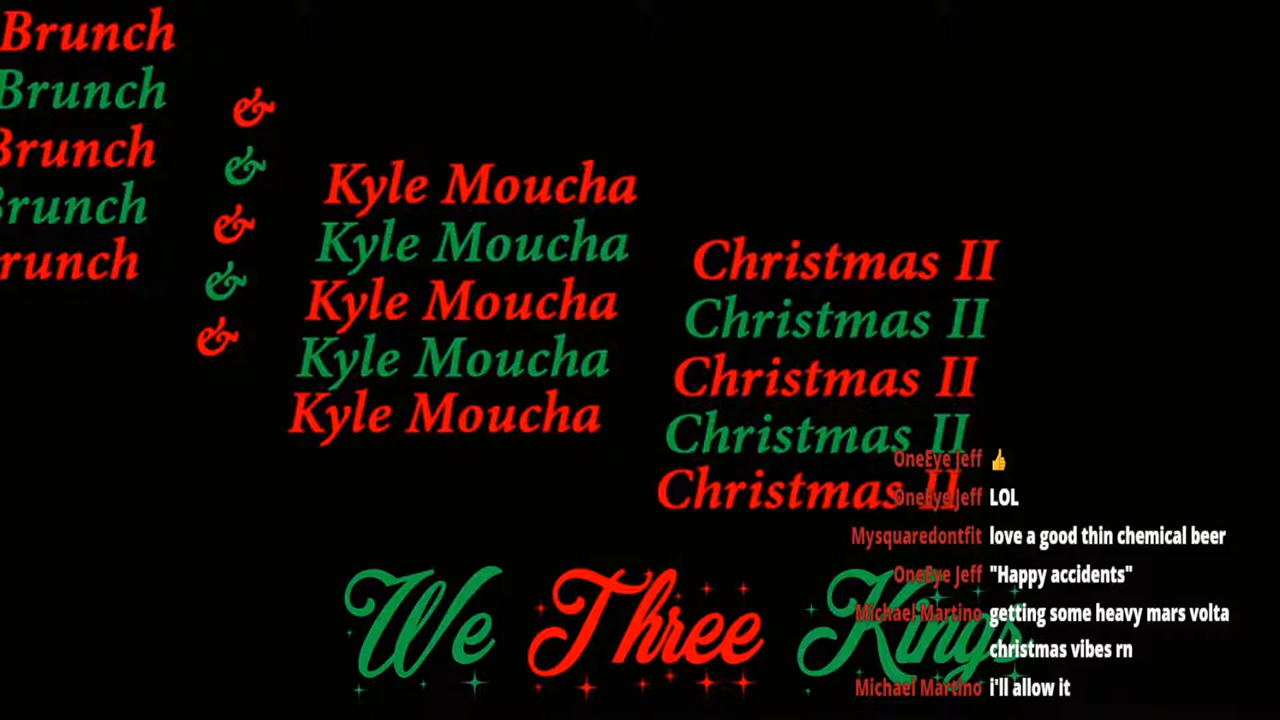 Brunch
Brunch
Brunch
Brunch
runch
&
&
&
&
&
Kyle Moucha
Kyle Moucha
Kyle Moucha
Kyle Moucha
Kyle Moucha
Christmas II
Christmas II
Christmas II
Christmas II
Christmas II
We Three Kings
OneEye Jeff 👍
OneEye Jeff LOL
Mysquaredontfit love a good thin chemical beer
OneEye Jeff "Happy accidents"
Michael Martino getting some heavy mars volta
christmas vibes rn
Michael Martino i'll allow it